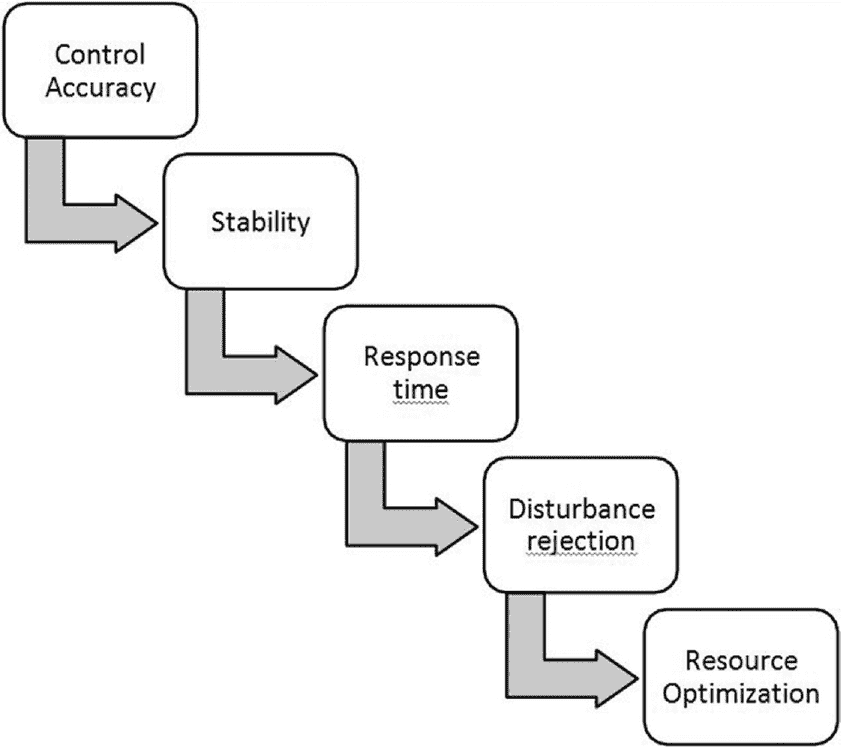 Control
Accuracy
Stability
Response
time
Disturbance
rejection
Resource
Optimization